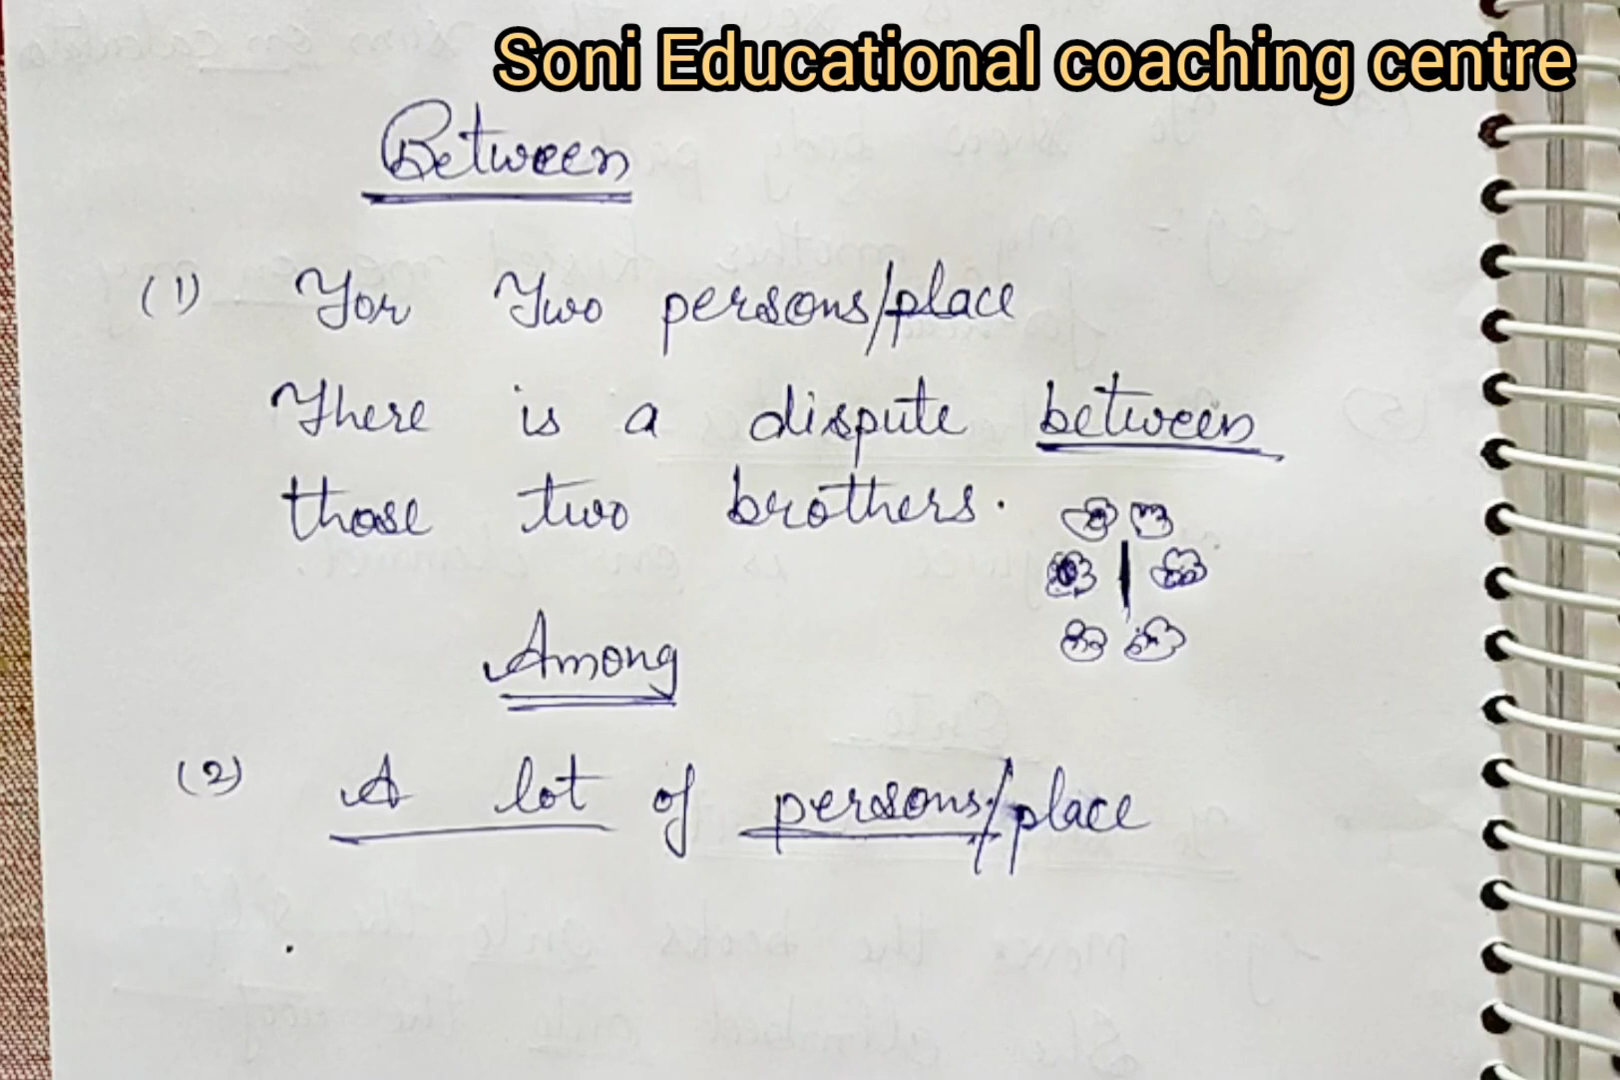 Soni Educational coaching centre
Between
(1) For Two persons/place
There is a dispute between
those two brothers.
Among
(2) A lot of persons/place